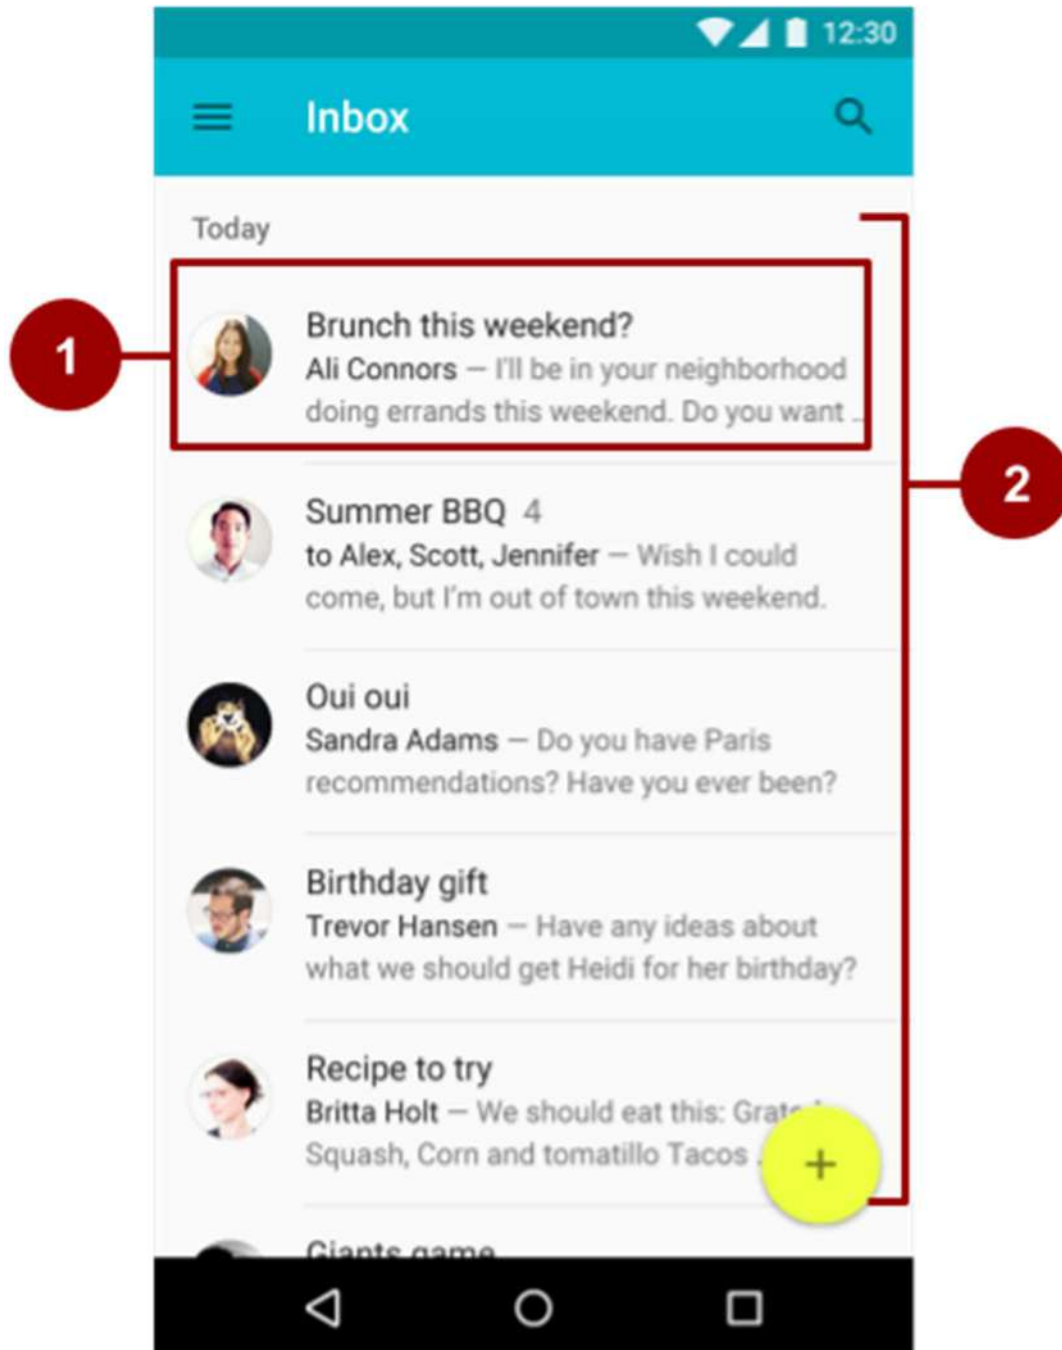 12:30
Inbox
Today
Brunch this weekend?
Ali Connors — I'll be in your neighborhood
doing errands this weekend. Do you want ..
1
2
Summer BBQ 4
to Alex, Scott, Jennifer — Wish I could
come, but I'm out of town this weekend.
Oui oui
Sandra Adams — Do you have Paris
recommendations? Have you ever been?
Birthday gift
Trevor Hansen — Have any ideas about
what we should get Heidi for her birthday?
Recipe to try
Britta Holt — We should eat this:
Squash, Corn and tomatillo Tacos .
+
Giants game